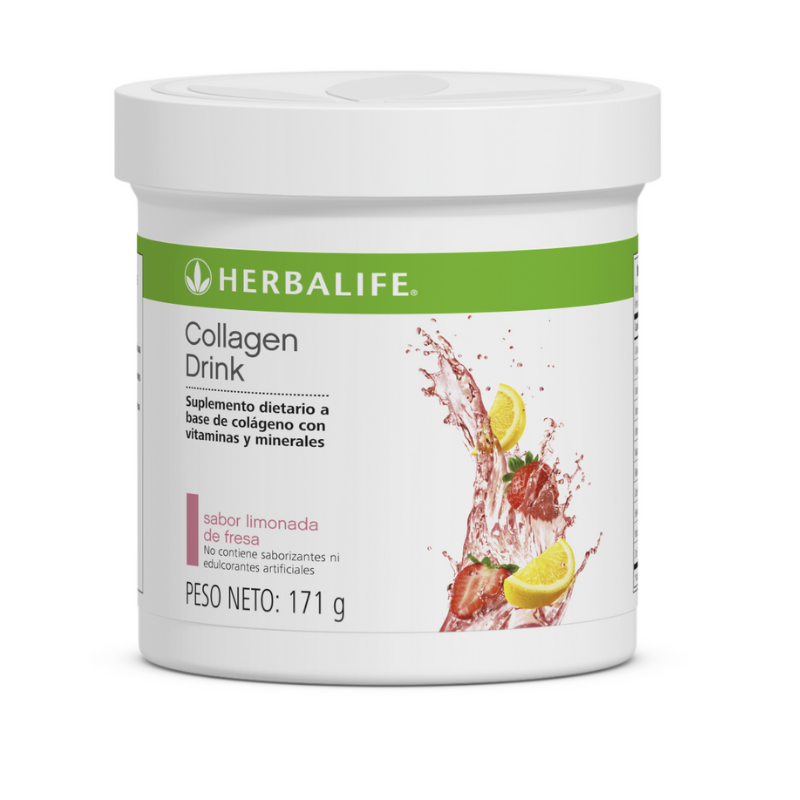 HERBALIFE®
Collagen
Drink
Suplemento dietario a
base de colágeno con
vitaminas y minerales
sabor limonada
de fresa
No contiene saborizantes ni
edulcorantes artificiales
PESO NETO: 171 g